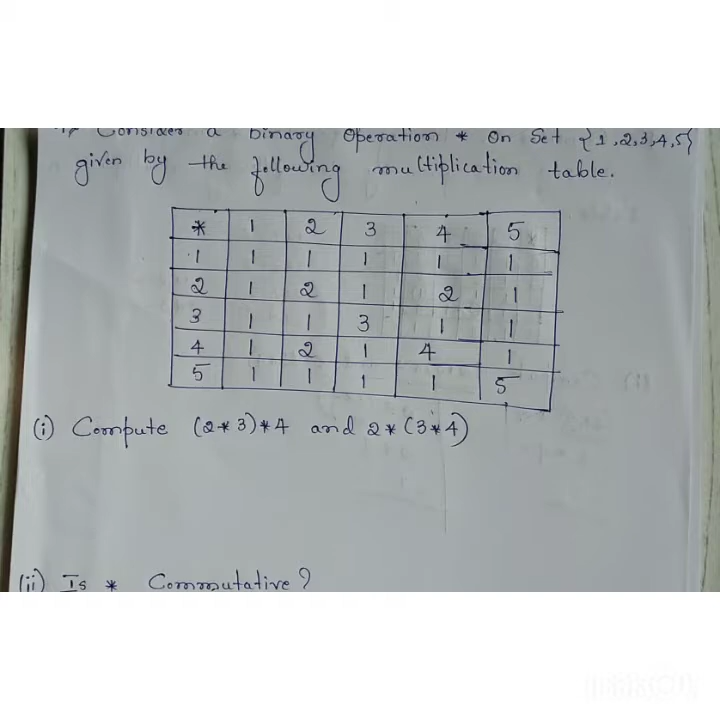 Consider a binary Operation * On Set {1,2,3,4,5}
given by the following multiplication table.
* 1 2 3 4 5
1 1 1 1 1 1
2 1 2 1 2 1
3 1 1 3 1 1
4 1 2 1 4 1
5 1 1 1 1 5
(i) Compute (2*3)*4 and 2*(3*4)
(ii) Is * Commutative?